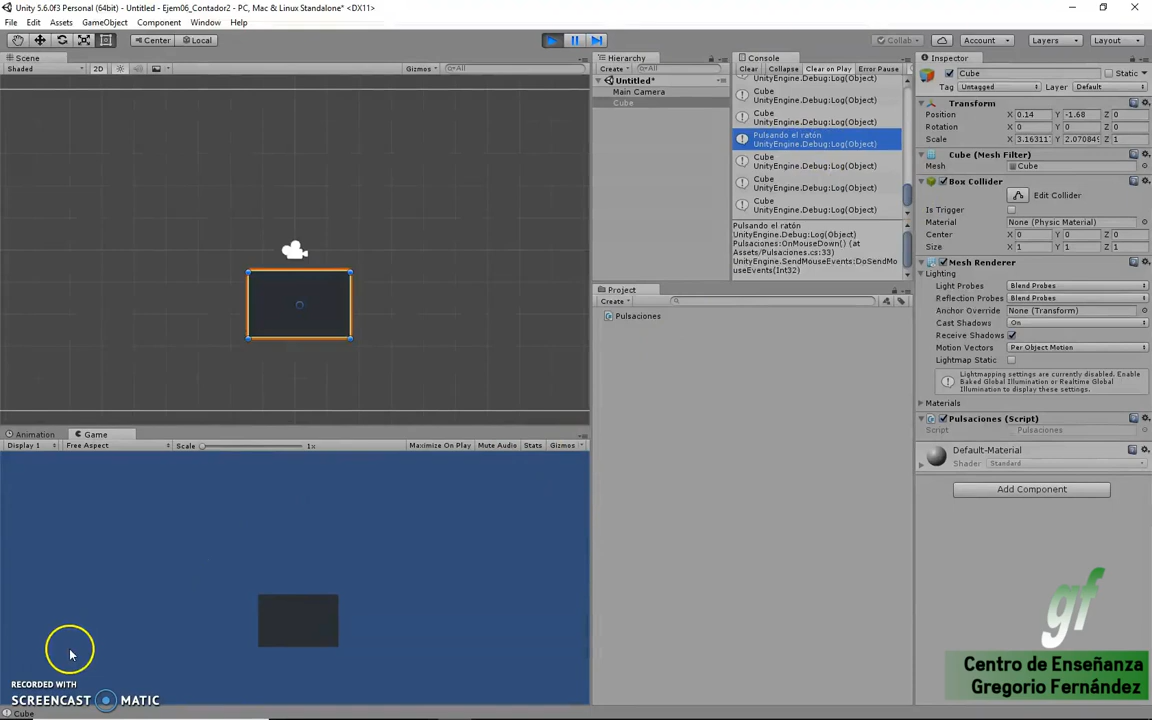 Unity 5.6.0f3 Personal (64bit) - Untitled - Ejem06_Contador2 - PC, Mac & Linux Standalone* <DX11>
File Edit Assets GameObject Component Window Help
Center Local Collab Account Layers Layout
Scene
Shaded 2D Gizmos All
Hierarchy
Create All
Untitled*
Main Camera
Cube
Console
Clear Collapse Clear on Play Error Pause
UnityEngine.Debug:Log(Object)
Cube
UnityEngine.Debug:Log(Object)
Cube
UnityEngine.Debug:Log(Object)
Pulsando el ratón
UnityEngine.Debug:Log(Object)
Cube
UnityEngine.Debug:Log(Object)
Cube
UnityEngine.Debug:Log(Object)
Cube
UnityEngine.Debug:Log(Object)
Pulsando el ratón
UnityEngine.Debug:Log(Object)
Pulsaciones:OnMouseDown() (at
Assets/Pulsaciones.cs:33)
UnityEngine.SendMouseEvents:DoSendMo
useEvents(Int32)
Project
Create
Pulsaciones
Inspector
Cube Static
Tag Untagged Layer Default
Transform
Position X 0.14 Y -1.68 Z 0
Rotation X 0 Y 0 Z 0
Scale X 3.16311 Y 2.070849 Z 1
Cube (Mesh Filter)
Mesh Cube
Box Collider
Edit Collider
Is Trigger
Material None (Physic Material)
Center X 0 Y 0 Z 0
Size X 1 Y 1 Z 1
Mesh Renderer
Lighting
Light Probes Blend Probes
Reflection Probes Blend Probes
Anchor Override None (Transform)
Cast Shadows On
Receive Shadows
Motion Vectors Per Object Motion
Lightmap Static
Lightmapping settings are currently disabled. Enable
Baked Global Illumination or Realtime Global
Illumination to display these settings.
Materials
Pulsaciones (Script)
Script Pulsaciones
Default-Material
Shader Standard
Add Component
Animation Game
Display 1 Free Aspect Scale 1x Maximize On Play Mute Audio Stats Gizmos
RECORDED WITH
SCREENCAST MATIC
gf
Centro de Enseñanza
Gregorio Fernández
Cube